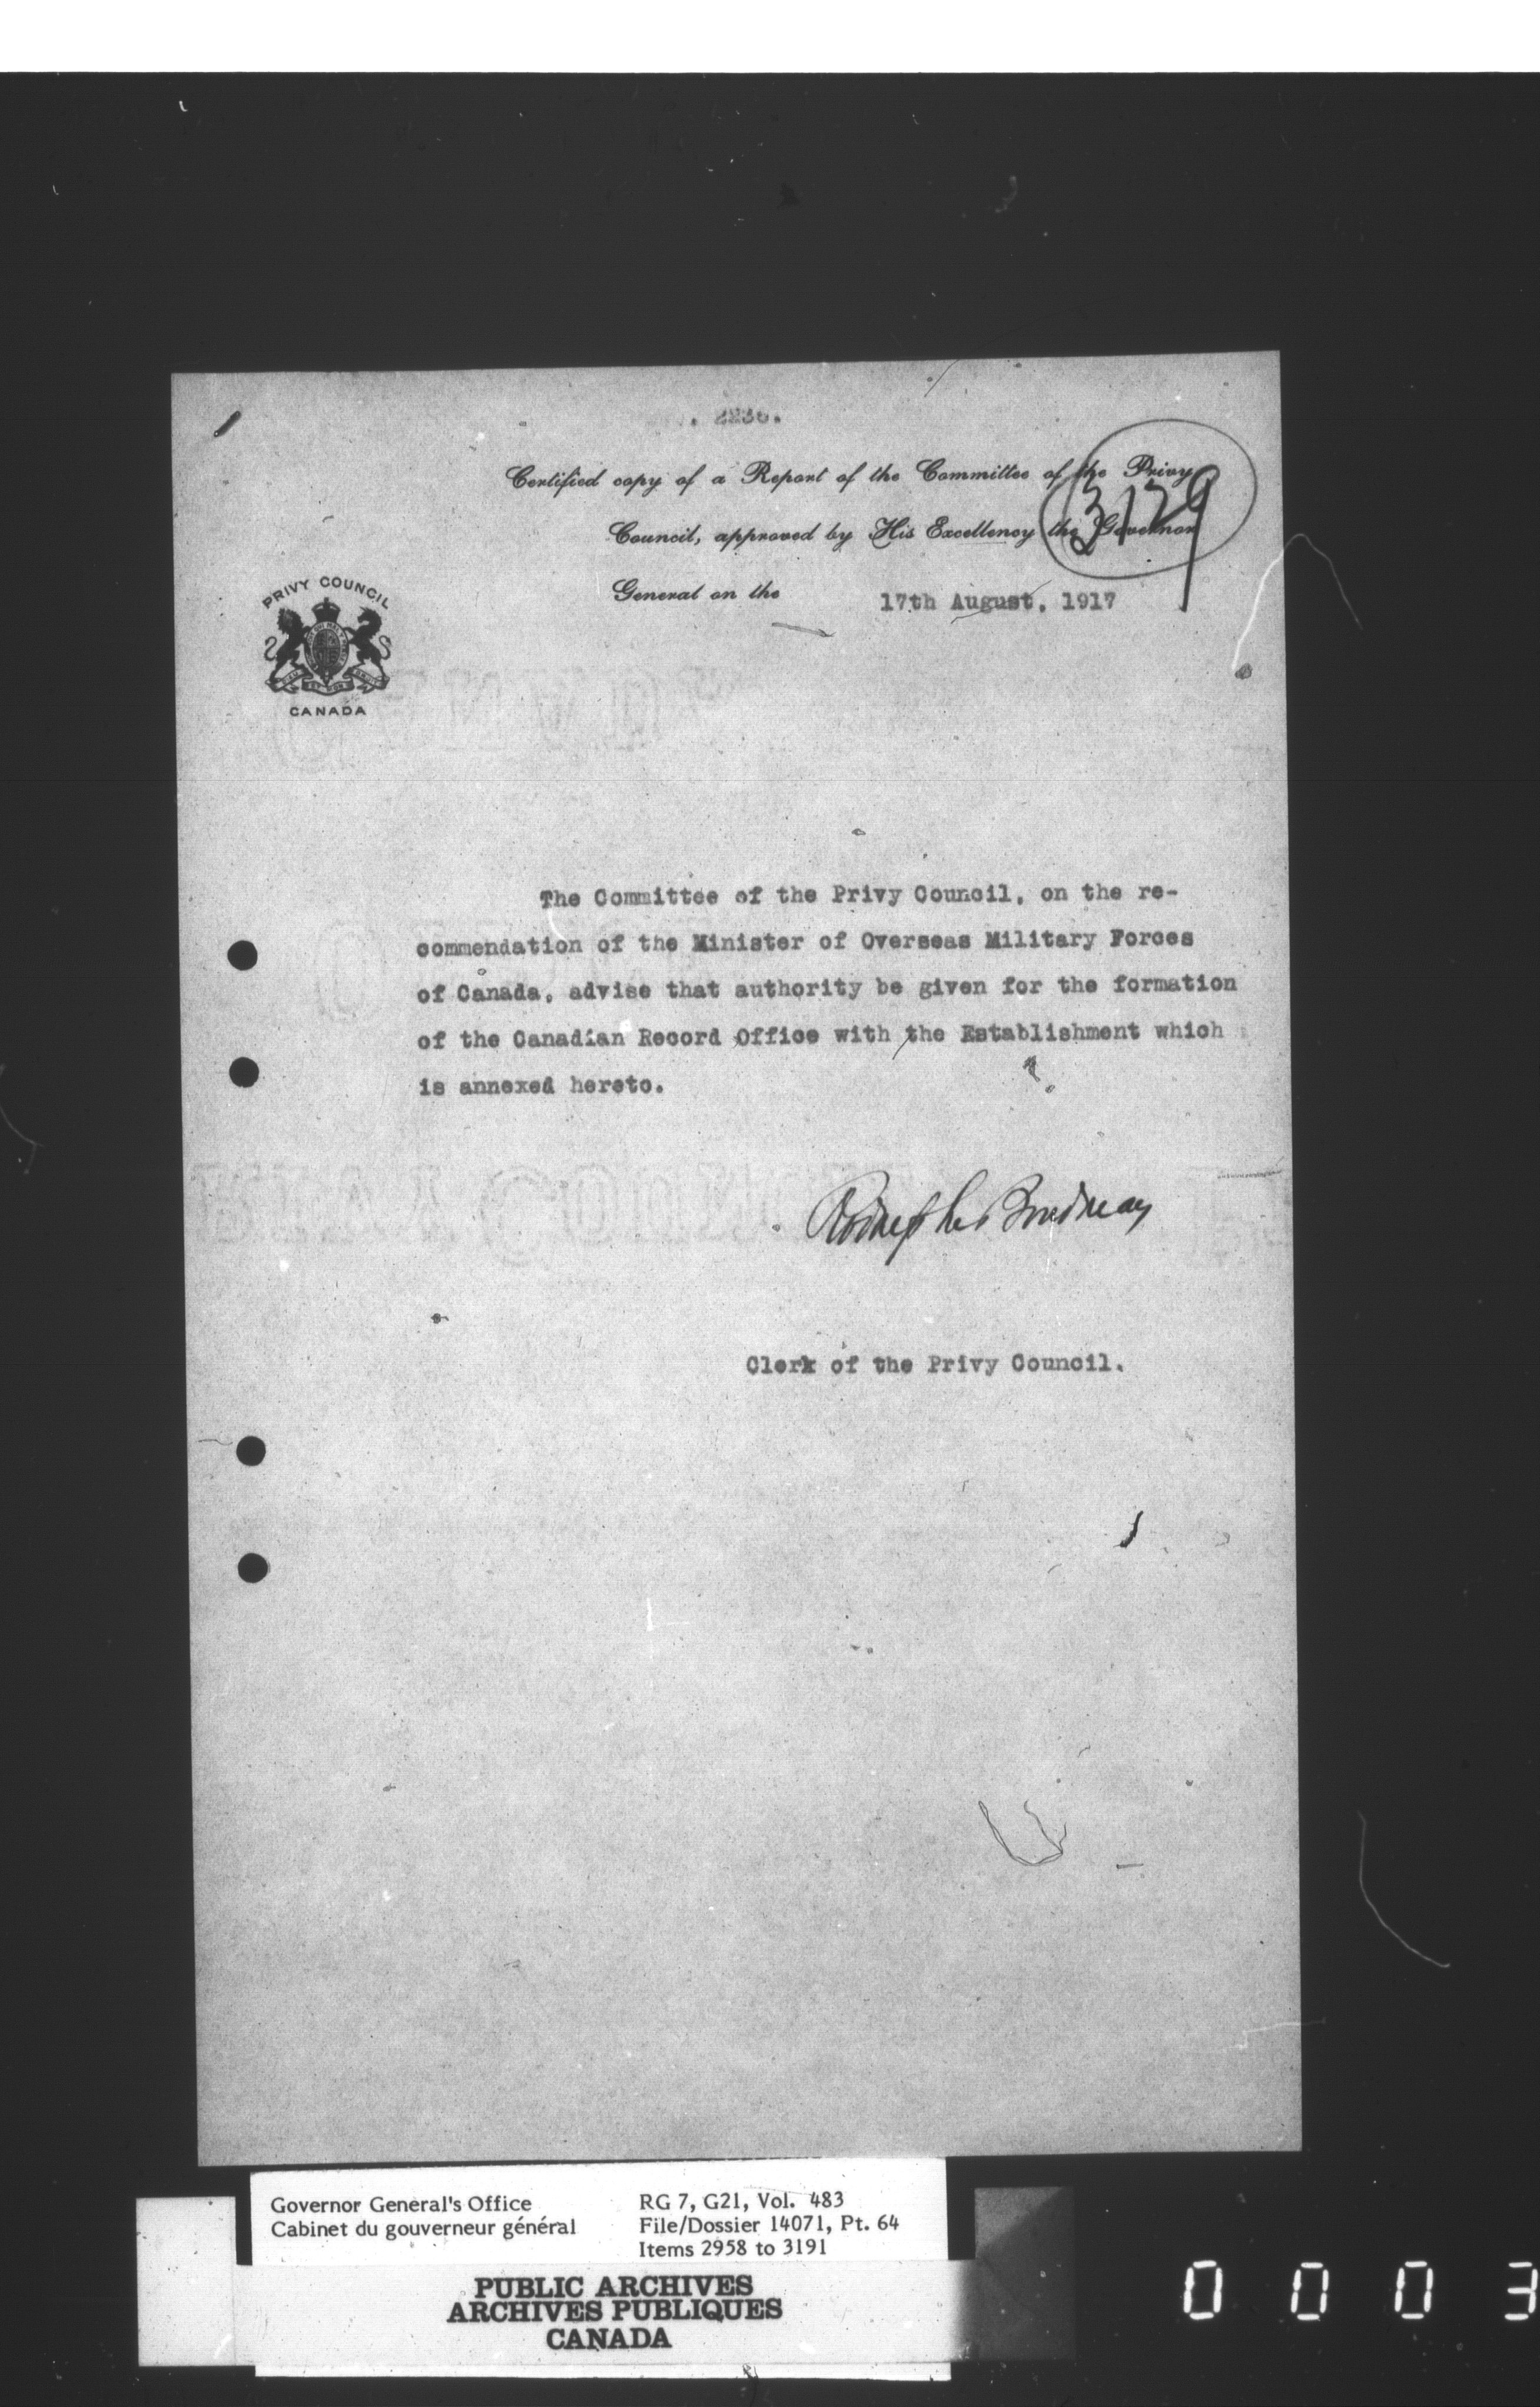 2236.
Certified copy of a Report of the Committee of the Privy
Council, approved by His Excellency the Governor
3179
General on the 17th August, 1917
PRIVY COUNCIL
CANADA
The Committee of the Privy Council, on the re-
commendation of the Minister of Overseas Military Forces
of Canada, advise that authority be given for the formation
of the Canadian Record Office with the Establishment which
is annexed hereto.
Rodolphe Boudreau
Clerk of the Privy Council.
Governor General's Office
Cabinet du gouverneur général
RG 7, G21, Vol. 483
File/Dossier 14071, Pt. 64
Items 2958 to 3191
PUBLIC ARCHIVES
ARCHIVES PUBLIQUES
CANADA
0 0 0 3